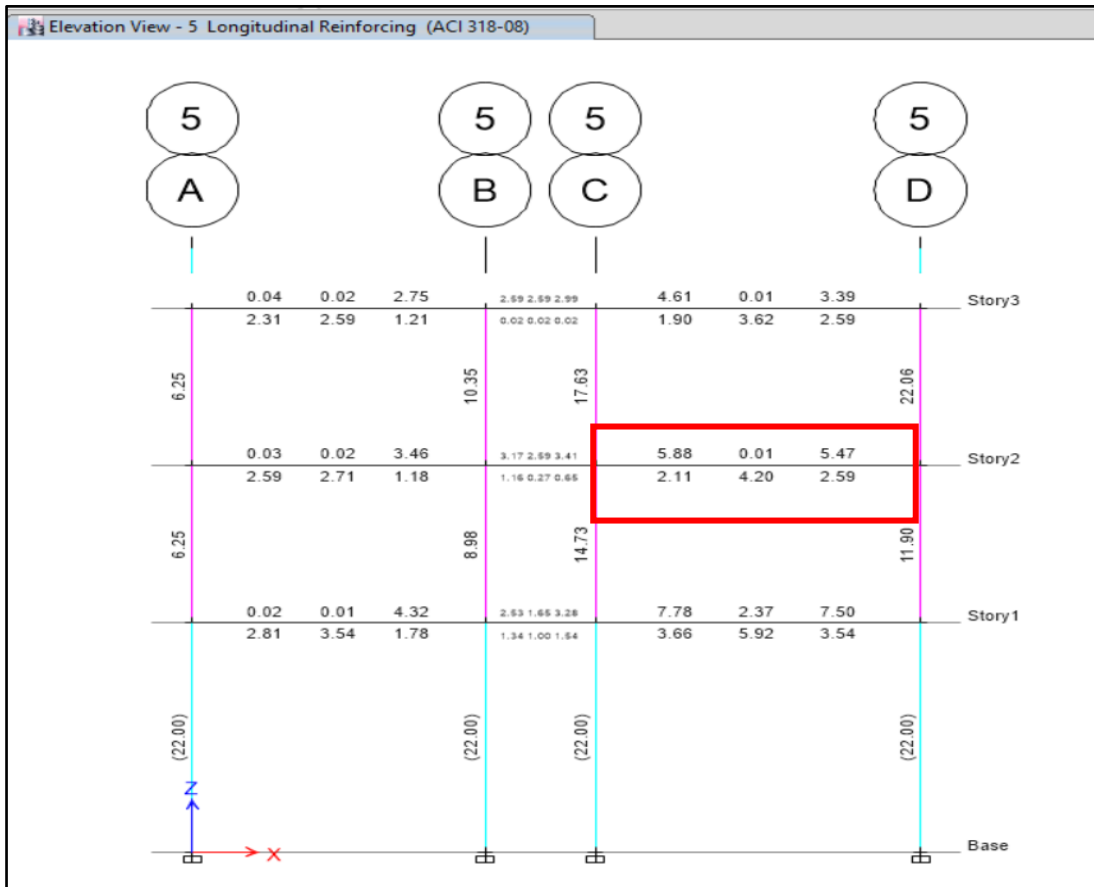 Elevation View - 5 Longitudinal Reinforcing (ACI 318-08)
5 5 5 5
A B C D
0.04 0.02 2.75 2.59 2.59 2.99 4.61 0.01 3.39 Story3
2.31 2.59 1.21 0.02 0.02 0.02 1.90 3.62 2.59
6.25 10.35 17.63 22.06
0.03 0.02 3.46 3.17 2.59 3.41 5.88 0.01 5.47 Story2
2.59 2.71 1.18 1.16 0.27 0.65 2.11 4.20 2.59
6.25 8.98 14.73 11.90
0.02 0.01 4.32 2.53 1.65 3.28 7.78 2.37 7.50 Story1
2.81 3.54 1.78 1.34 1.00 1.54 3.66 5.92 3.54
(22.00) (22.00) (22.00) (22.00)
Z
X
Base